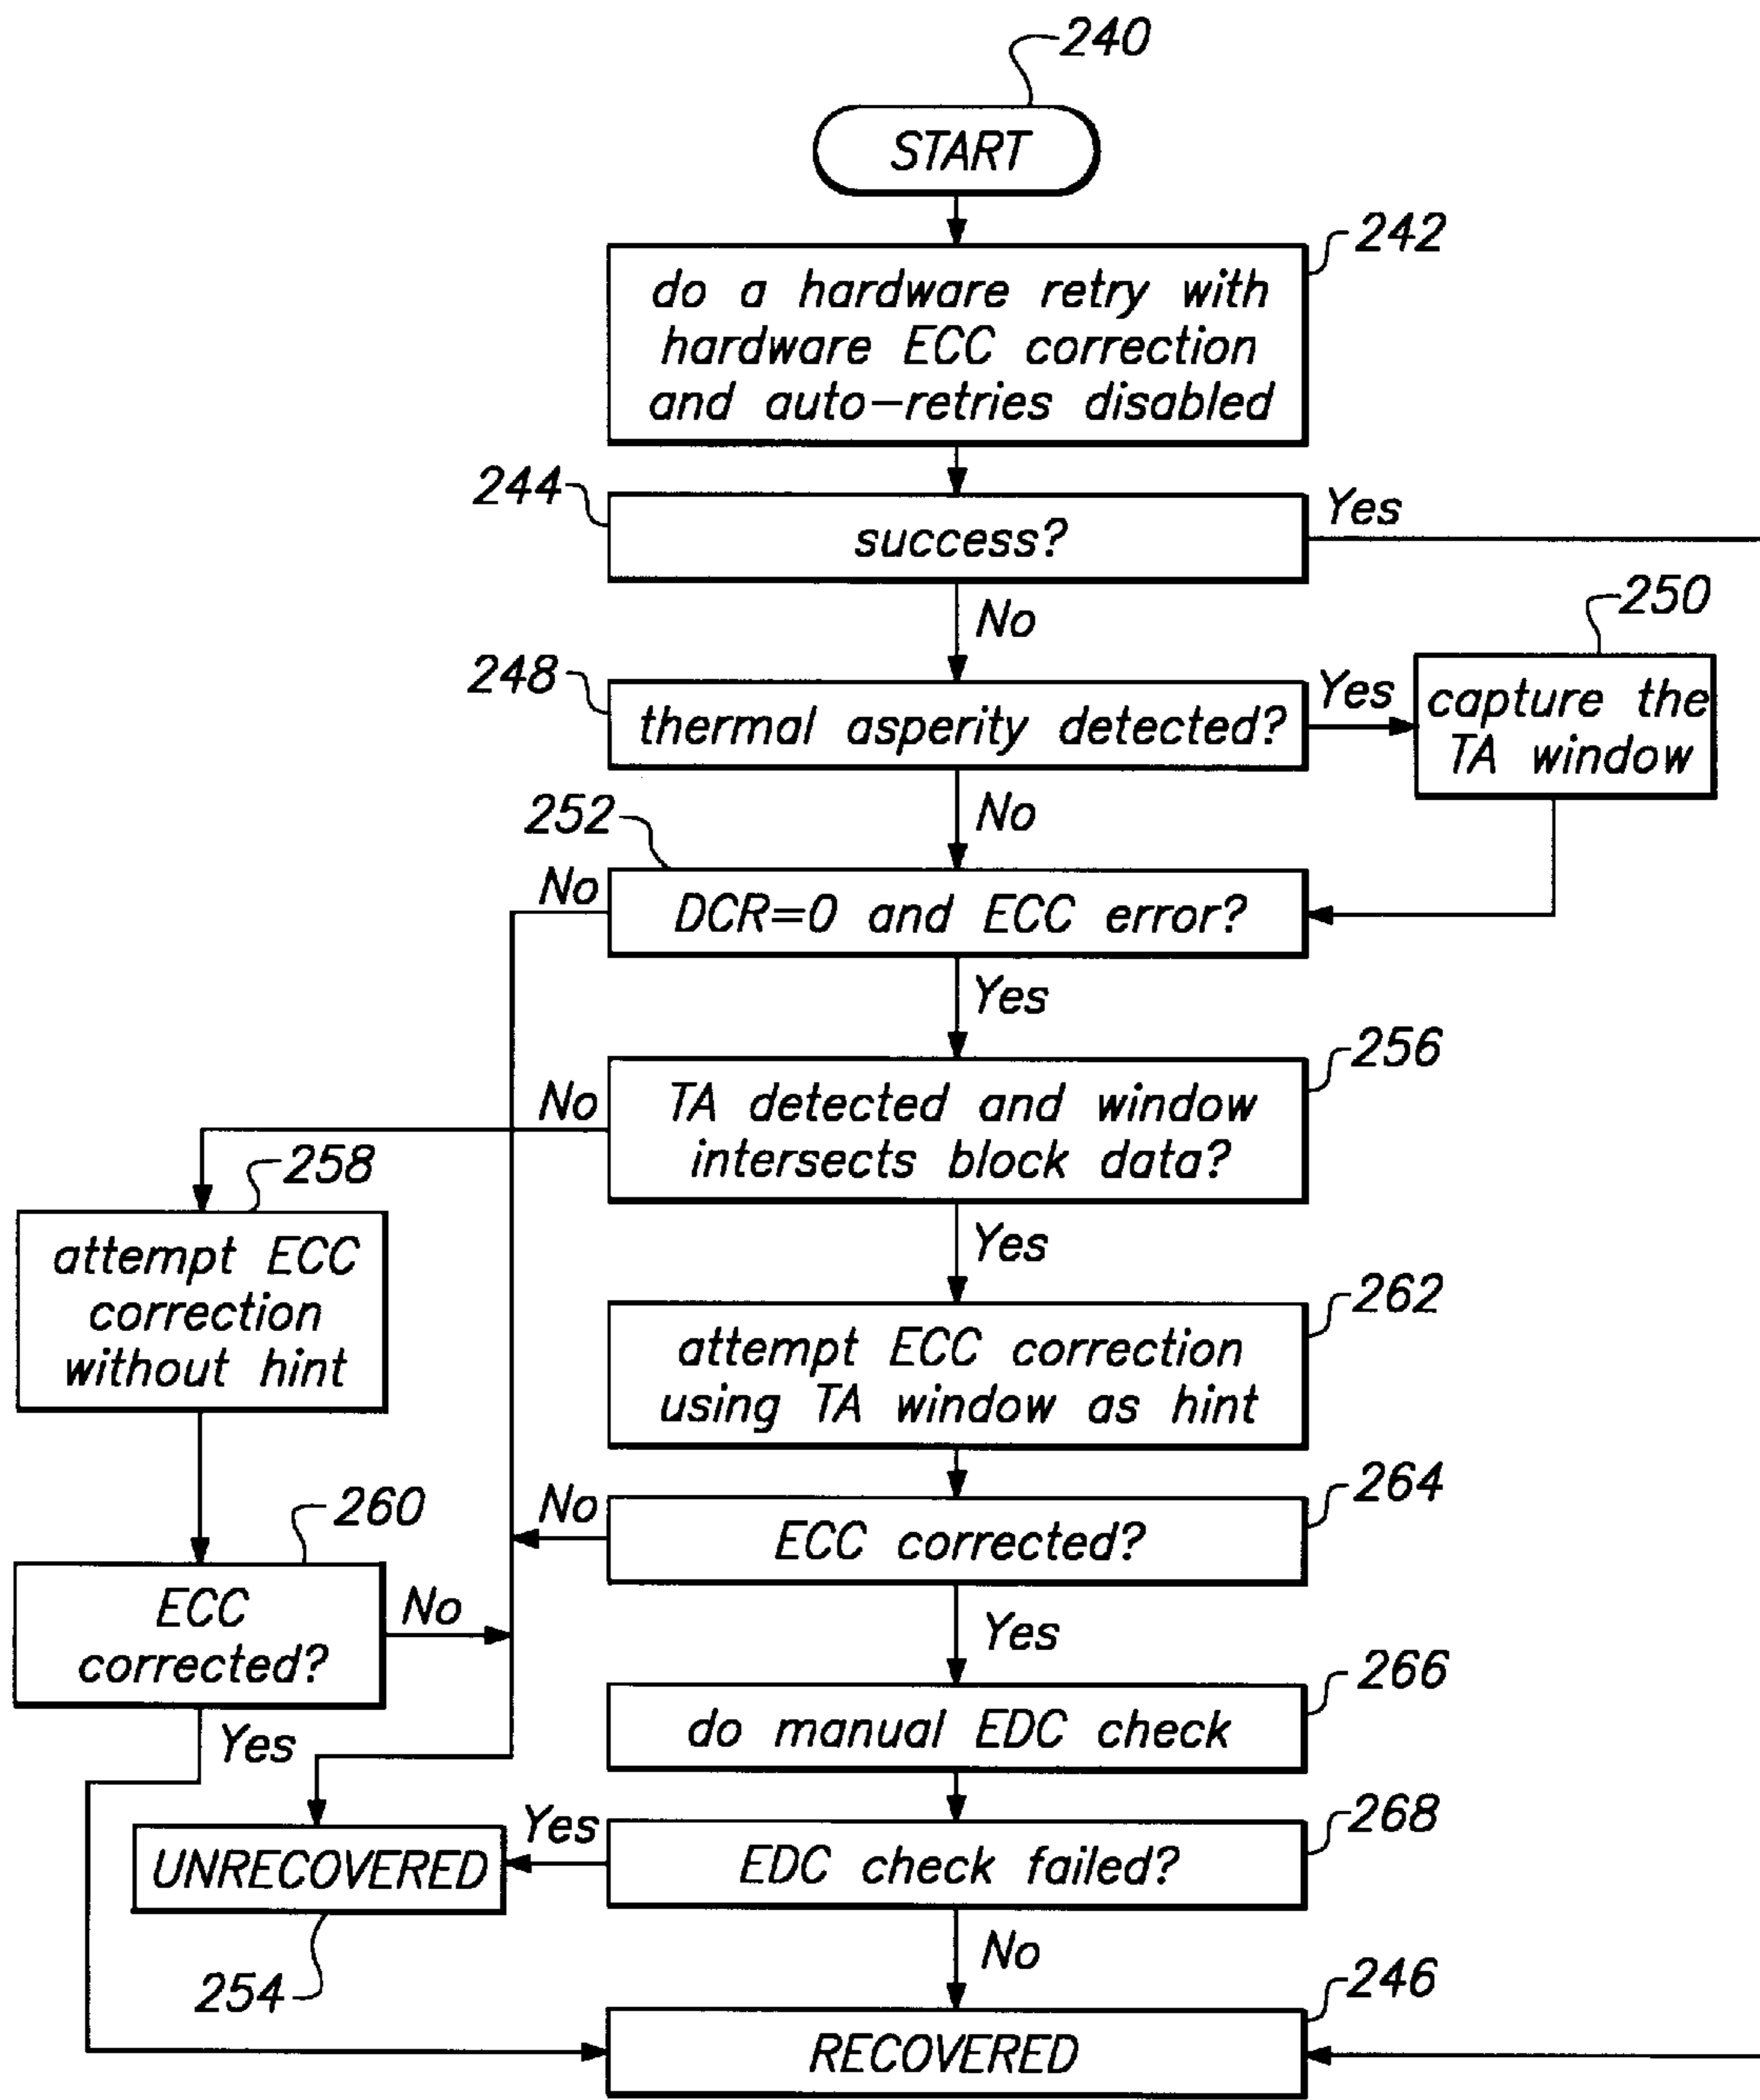 240
START
242
do a hardware retry with
hardware ECC correction
and auto-retries disabled
244
success?
Yes
No
250
248
thermal asperity detected?
Yes
capture the
TA window
No
252
No
DCR=0 and ECC error?
Yes
256
No
TA detected and window
intersects block data?
258
Yes
attempt ECC
correction
without hint
262
attempt ECC correction
using TA window as hint
264
No
ECC corrected?
260
ECC
corrected?
No
Yes
266
do manual EDC check
Yes
268
Yes
EDC check failed?
UNRECOVERED
No
254
246
RECOVERED